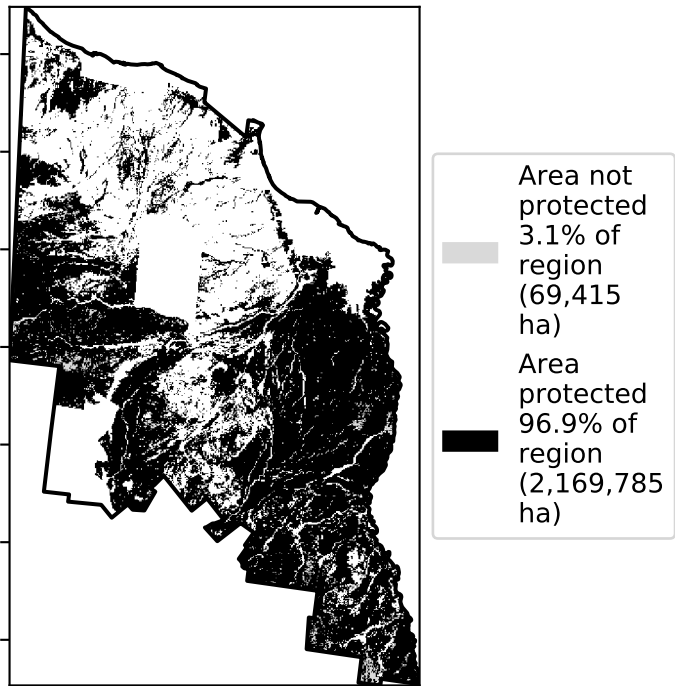 Area not
protected
3.1% of
region
(69,415
ha)
Area
protected
96.9% of
region
(2,169,785
ha)